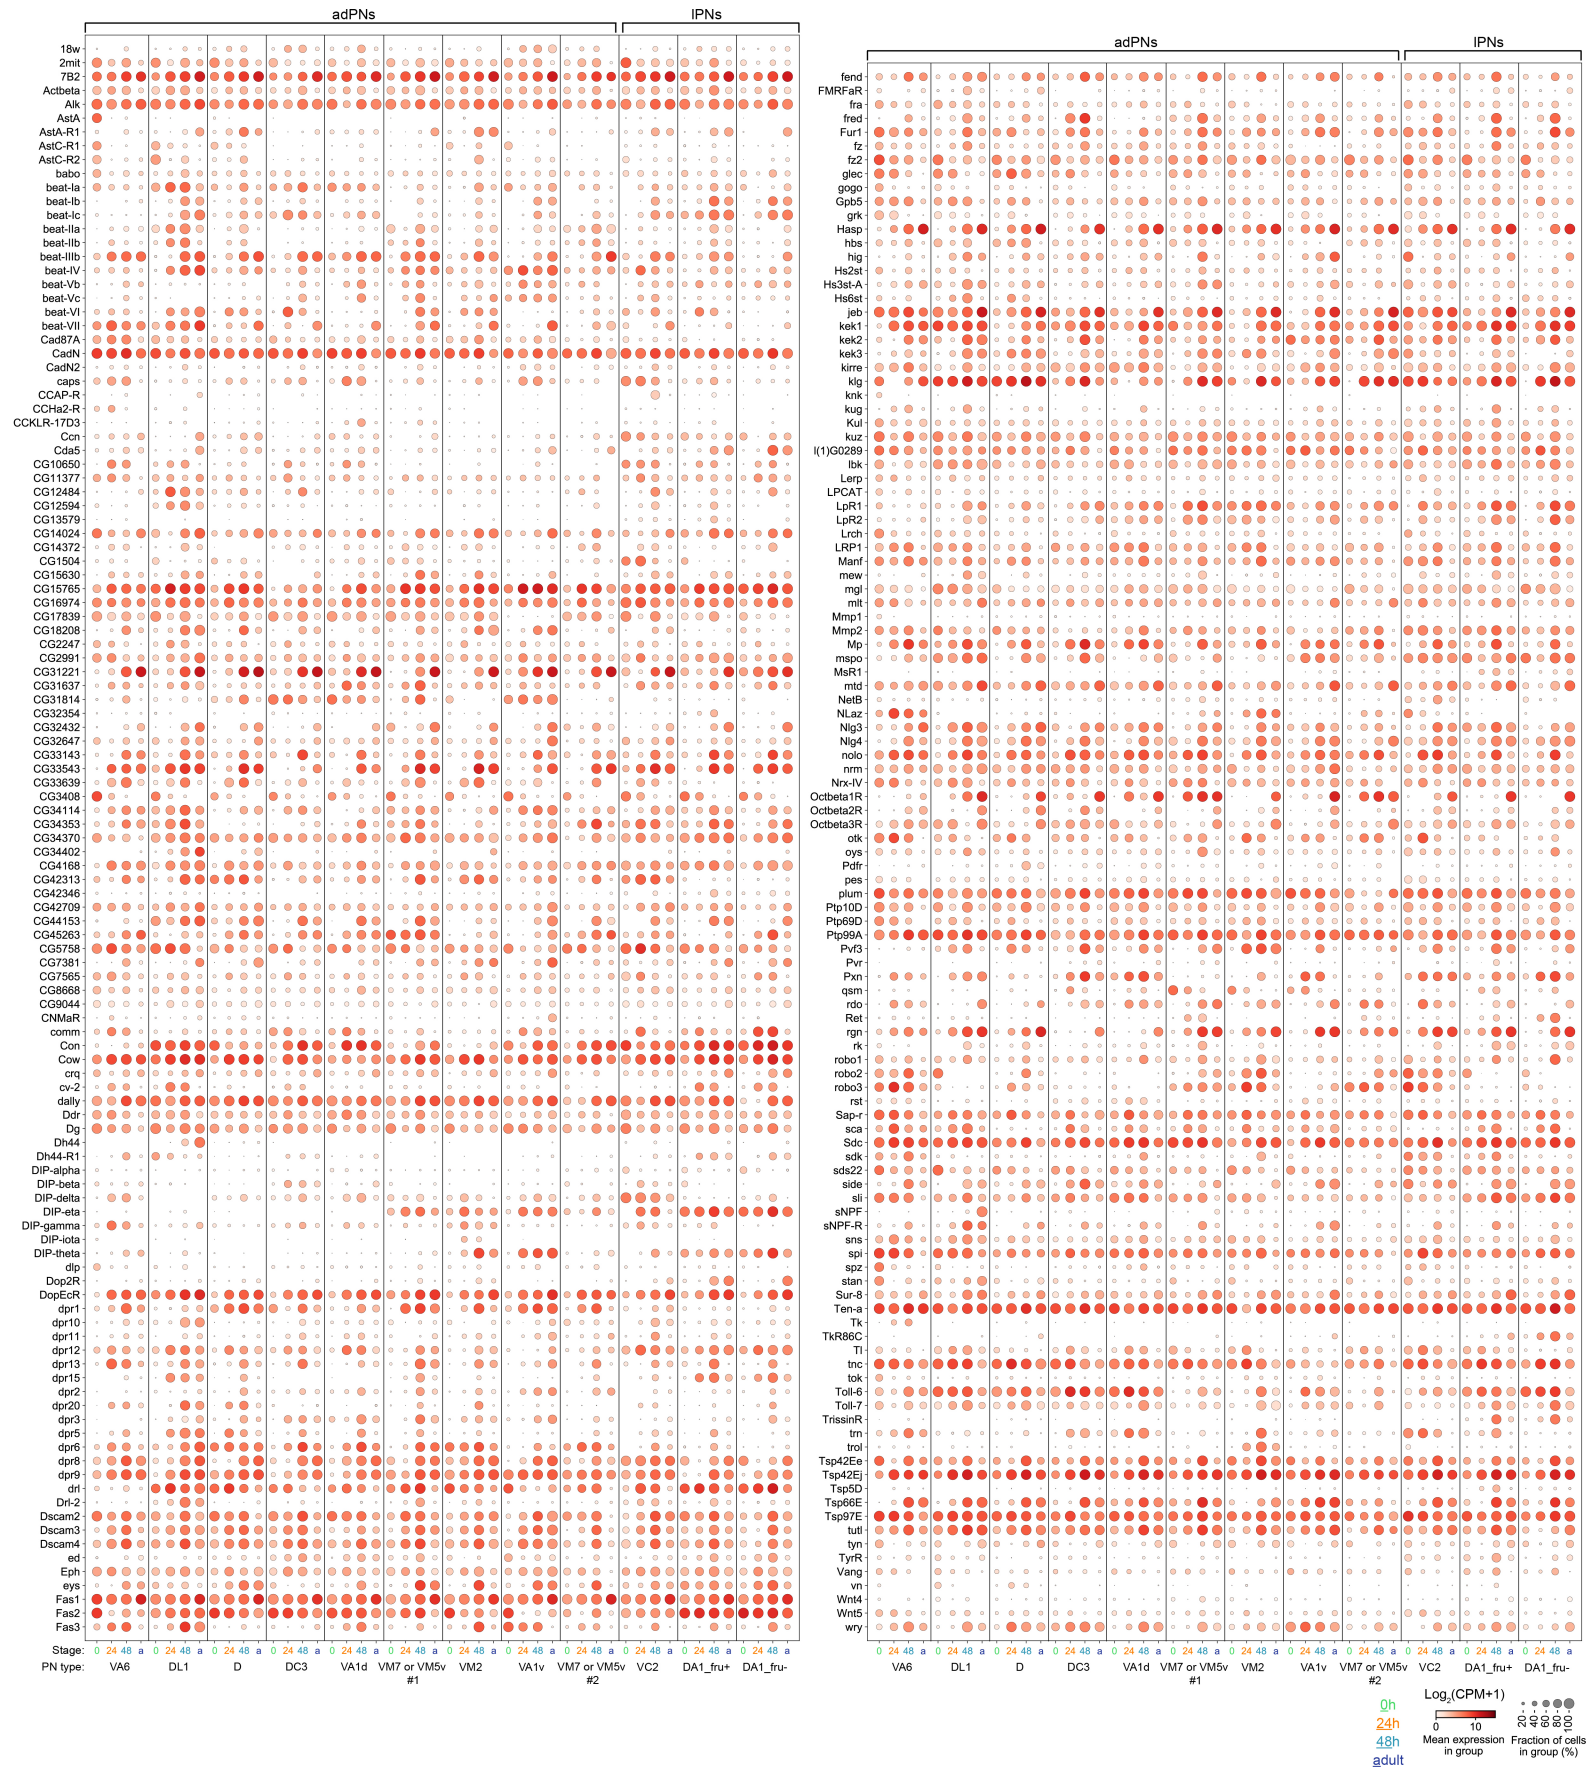 adPNs
lPNs
18w
2mit
7B2
Actbeta
Alk
AstA
AstA-R1
AstC-R1
AstC-R2
babo
beat-Ia
beat-Ib
beat-Ic
beat-IIa
beat-IIb
beat-IIIb
beat-IV
beat-Vb
beat-Vc
beat-VI
beat-VII
Cad87A
CadN
CadN2
caps
CCAP-R
CCHa2-R
CCKLR-17D3
Ccn
Cda5
CG10650
CG11377
CG12484
CG12594
CG13579
CG14024
CG14372
CG1504
CG15630
CG15765
CG16974
CG17839
CG18208
CG2247
CG2991
CG31221
CG31637
CG31814
CG32354
CG32432
CG32647
CG33143
CG33543
CG33639
CG3408
CG34114
CG34353
CG34370
CG34402
CG4168
CG42313
CG42346
CG42709
CG44153
CG45263
CG5758
CG7381
CG7565
CG8668
CG9044
CNMaR
comm
Con
Cow
crq
cv-2
dally
Ddr
Dg
Dh44
Dh44-R1
DIP-alpha
DIP-beta
DIP-delta
DIP-eta
DIP-gamma
DIP-iota
DIP-theta
dlp
Dop2R
DopEcR
dpr1
dpr10
dpr11
dpr12
dpr13
dpr15
dpr2
dpr20
dpr3
dpr5
dpr6
dpr8
dpr9
drl
Drl-2
Dscam2
Dscam3
Dscam4
ed
Eph
eys
Fas1
Fas2
Fas3
Stage: 0 24 48 a 0 24 48 a 0 24 48 a 0 24 48 a 0 24 48 a 0 24 48 a 0 24 48 a 0 24 48 a 0 24 48 a 0 24 48 a 0 24 48 a 0 24 48 a
PN type: VA6 DL1 D DC3 VA1d VM7 or VM5v #1 VM2 VA1v VM7 or VM5v #2 VC2 DA1_fru+ DA1_fru-
adPNs
lPNs
fend
FMRFaR
fra
fred
Fur1
fz
fz2
glec
gogo
Gpb5
grk
Hasp
hbs
hig
Hs2st
Hs3st-A
Hs6st
jeb
kek1
kek2
kek3
kirre
klg
knk
kug
Kul
kuz
l(1)G0289
lbk
Lerp
LPCAT
LpR1
LpR2
Lrch
LRP1
Manf
mew
mgl
mlt
Mmp1
Mmp2
Mp
mspo
MsR1
mtd
NetB
NLaz
Nlg3
Nlg4
nolo
nrm
Nrx-IV
Octbeta1R
Octbeta2R
Octbeta3R
otk
oys
Pdfr
pes
plum
Ptp10D
Ptp69D
Ptp99A
Pvf3
Pvr
Pxn
qsm
rdo
Ret
rgn
rk
robo1
robo2
robo3
rst
Sap-r
sca
Sdc
sdk
sds22
side
sli
sNPF
sNPF-R
sns
spi
spz
stan
Sur-8
Ten-a
Tk
TkR86C
Tl
tnc
tok
Toll-6
Toll-7
TrissinR
trn
trol
Tsp42Ee
Tsp42Ej
Tsp5D
Tsp66E
Tsp97E
tutl
tyn
TyrR
Vang
vn
Wnt4
Wnt5
wry
0 24 48 a 0 24 48 a 0 24 48 a 0 24 48 a 0 24 48 a 0 24 48 a 0 24 48 a 0 24 48 a 0 24 48 a 0 24 48 a 0 24 48 a 0 24 48 a
VA6 DL1 D DC3 VA1d VM7 or VM5v #1 VM2 VA1v VM7 or VM5v #2 VC2 DA1_fru+ DA1_fru-
0h
24h
48h
adult
Log2(CPM+1)
0 10
Mean expression
in group
20 40 60 80 100
Fraction of cells
in group (%)